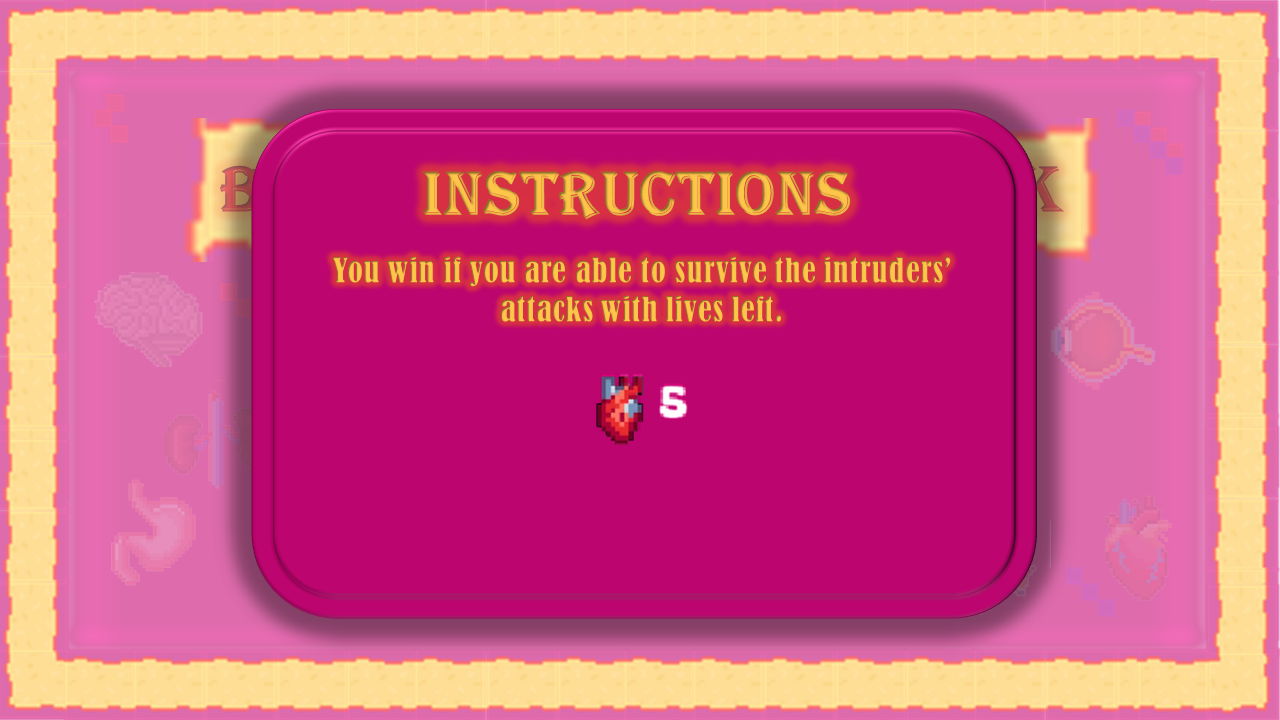 INSTRUCTIONS
You win if you are able to survive the intruders’
attacks with lives left.
5